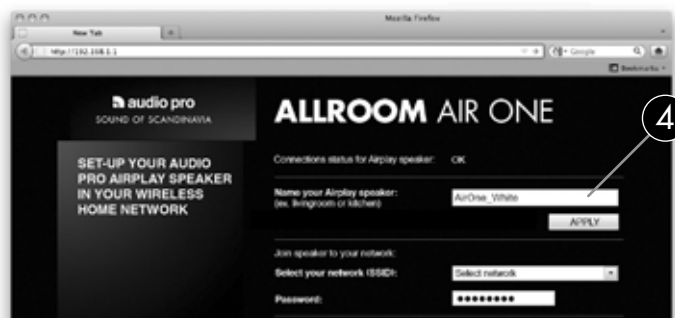 Mozilla Firefox
New Tab
+
http://192.168.1.1
Google
Bookmarks
audio pro
SOUND OF SCANDINAVIA
ALLROOM AIR ONE
4
SET-UP YOUR AUDIO
PRO AIRPLAY SPEAKER
IN YOUR WIRELESS
HOME NETWORK
Connections status for Airplay speaker: OK
Name your Airplay speaker:
(ex. livingroom or kitchen)
AirOne_White
APPLY
Join speaker to your network:
Select your network (SSID): Select network
Password: ●●●●●●●●